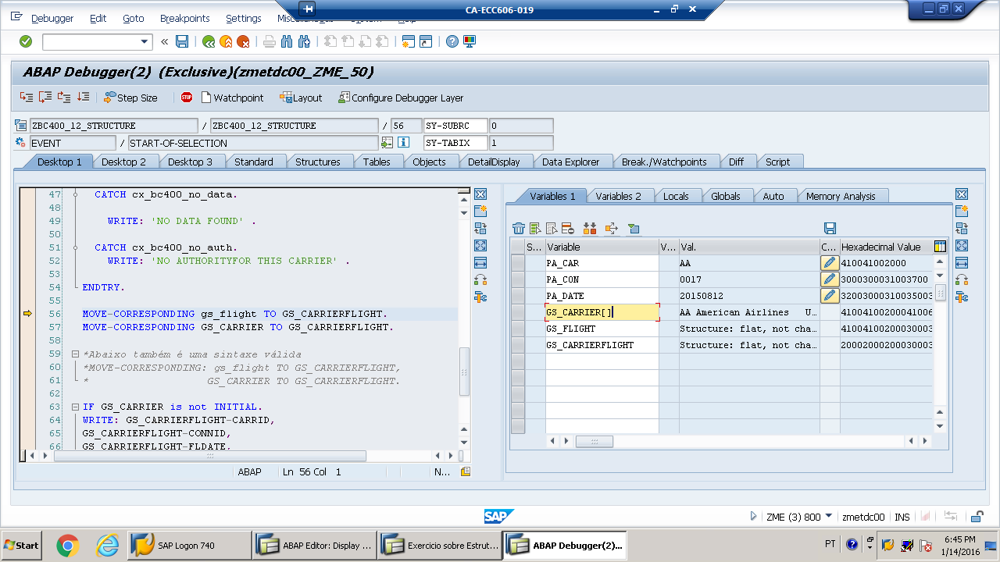 CA-ECC606-019
Debugger Edit Goto Breakpoints Settings
ABAP Debugger(2) (Exclusive)(zmetdc00_ZME_50)
Step Size STOP Watchpoint Layout Configure Debugger Layer
ZBC400_12_STRUCTURE / ZBC400_12_STRUCTURE / 56 SY-SUBRC 0
EVENT / START-OF-SELECTION SY-TABIX 1
Desktop 1 Desktop 2 Desktop 3 Standard Structures Tables Objects DetailDisplay Data Explorer Break./Watchpoints Diff Script
47 CATCH cx_bc400_no_data.
48
49 WRITE: 'NO DATA FOUND' .
50
51 CATCH cx_bc400_no_auth.
52 WRITE: 'NO AUTHORITYFOR THIS CARRIER' .
53
54 ENDTRY.
55
56 MOVE-CORRESPONDING gs_flight TO GS_CARRIERFLIGHT.
57 MOVE-CORRESPONDING GS_CARRIER TO GS_CARRIERFLIGHT.
58
59 *Abaixo também é uma sintaxe válida
60 *MOVE-CORRESPONDING: gs_flight TO GS_CARRIERFLIGHT,
61 * GS_CARRIER TO GS_CARRIERFLIGHT.
62
63 IF GS_CARRIER is not INITIAL.
64 WRITE: GS_CARRIERFLIGHT-CARRID,
65 GS_CARRIERFLIGHT-CONNID,
66 GS_CARRIERFLIGHT-FLDATE,
ABAP Ln 56 Col 1 N...
Variables 1 Variables 2 Locals Globals Auto Memory Analysis
S... Variable V... Val. C... Hexadecimal Value
PA_CAR AA 410041002000
PA_CON 0017 3000300031003700
PA_DATE 20150812 3200300031003500
GS_CARRIER[] AA American Airlines U...
GS_FLIGHT Structure: flat, not cha...
GS_CARRIERFLIGHT Structure: flat, not cha...
SAP ZME (3) 800 zmetdc00 INS
Start SAP Logon 740 ABAP Editor: Display ... Exercicio sobre Estrut... ABAP Debugger(2)... PT 6:45 PM
1/14/2016